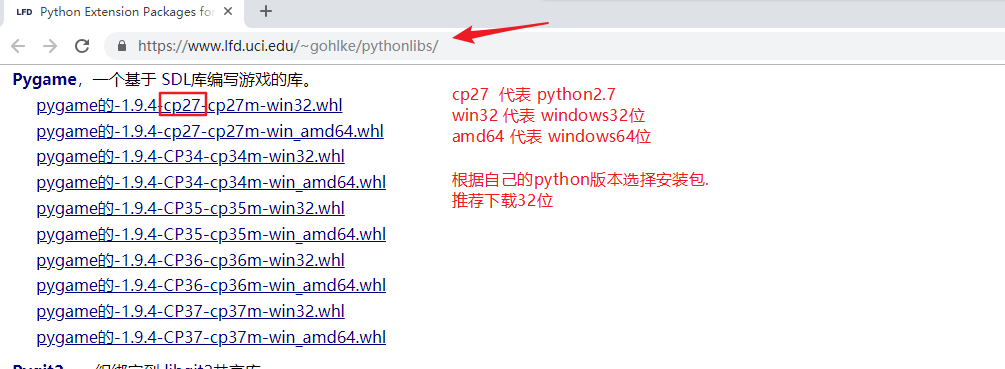 LFD Python Extension Packages for
https://www.lfd.uci.edu/~gohlke/pythonlibs/
Pygame，一个基于 SDL库编写游戏的库。
pygame的-1.9.4-cp27-cp27m-win32.whl
cp27 代表 python2.7
win32 代表 windows32位
pygame的-1.9.4-cp27-cp27m-win_amd64.whl
amd64 代表 windows64位
pygame的-1.9.4-CP34-cp34m-win32.whl
pygame的-1.9.4-CP34-cp34m-win_amd64.whl
根据自己的python版本选择安装包.
推荐下载32位
pygame的-1.9.4-CP35-cp35m-win32.whl
pygame的-1.9.4-CP35-cp35m-win_amd64.whl
pygame的-1.9.4-CP36-cp36m-win32.whl
pygame的-1.9.4-CP36-cp36m-win_amd64.whl
pygame的-1.9.4-CP37-cp37m-win32.whl
pygame的-1.9.4-CP37-cp37m-win_amd64.whl